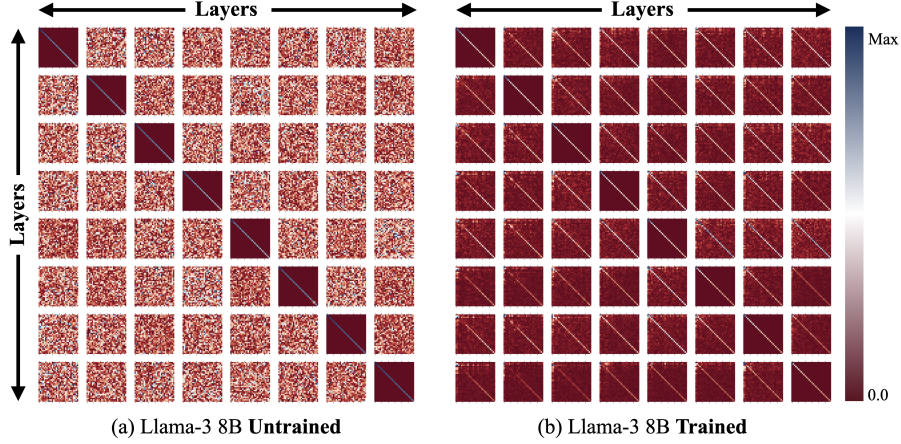 Layers
Layers
Layers
Max
0.0
(a) Llama-3 8B Untrained
(b) Llama-3 8B Trained